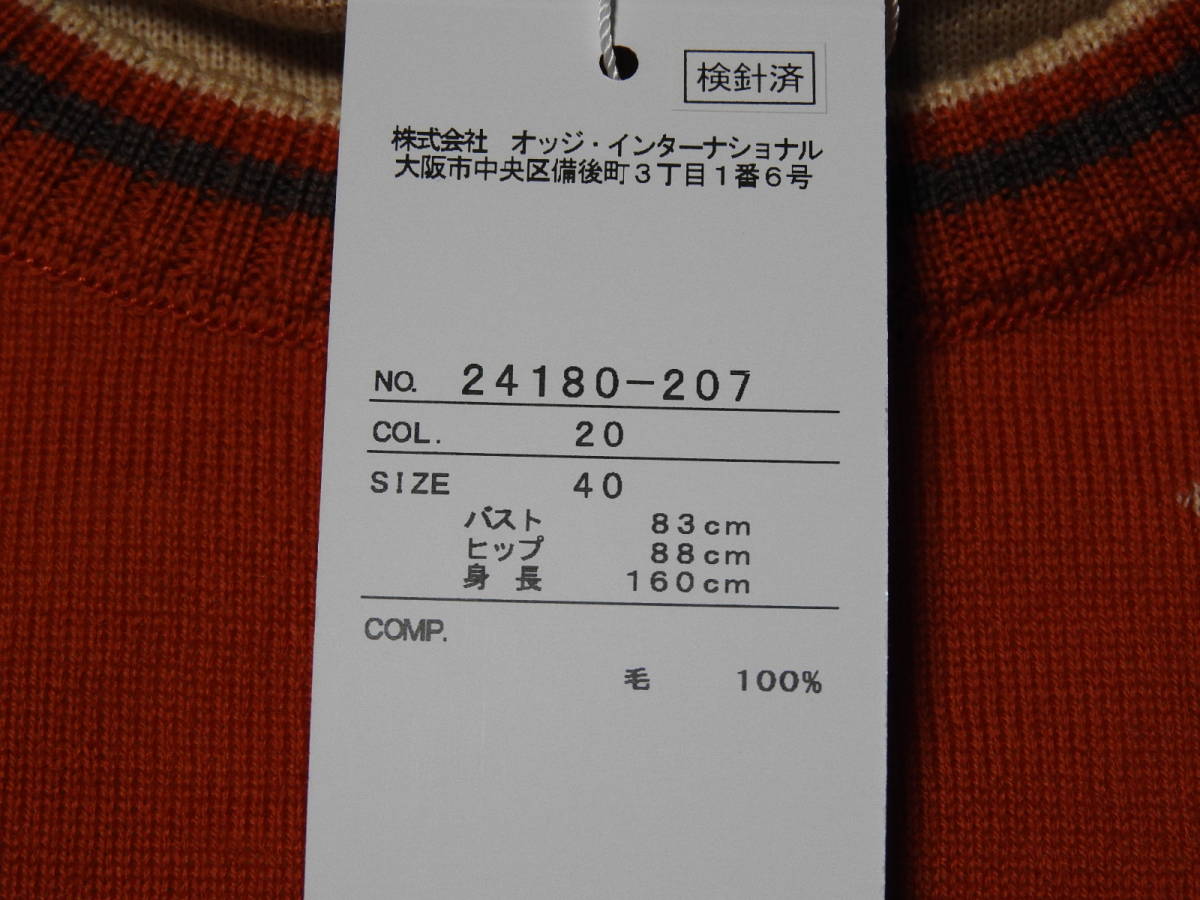 検針済
株式会社　オッジ・インターナショナル
大阪市中央区備後町３丁目１番６号
NO. 24180-207
COL. 20
SIZE 40
バスト 83cm
ヒップ 88cm
身 長 160cm
COMP.
毛 100%